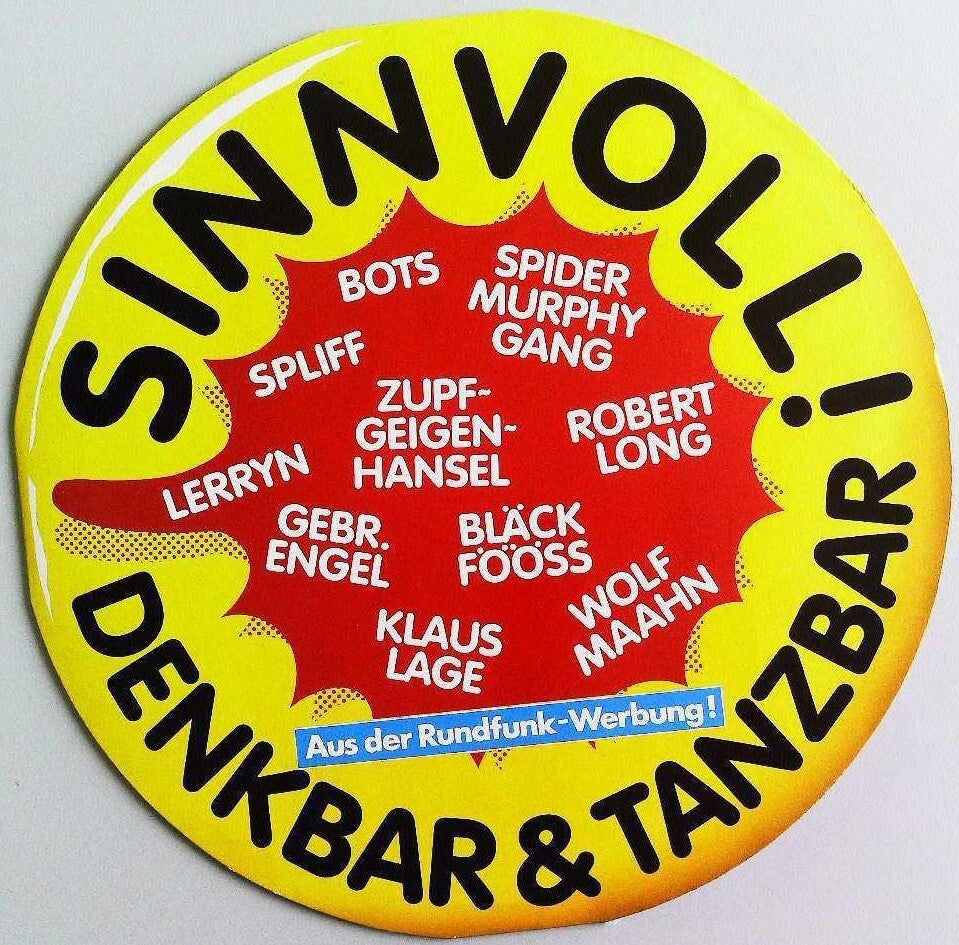 SINNVOLL!
BOTS
SPIDER
MURPHY
GANG
SPLIFF
ZUPF-
GEIGEN-
HANSEL
ROBERT
LONG
LERRYN
GEBR.
ENGEL
BLÄCK
FÖÖSS
WOLF
MAAHN
KLAUS
LAGE
Aus der Rundfunk-Werbung!
DENKBAR & TANZBAR!